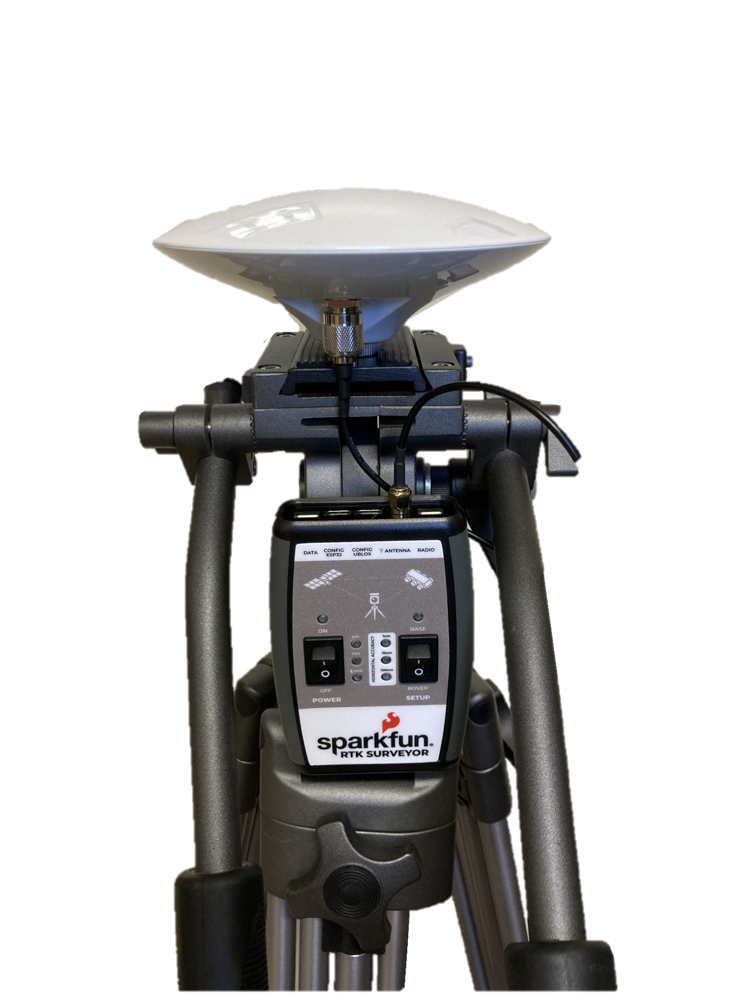 DATA CONFIG ESP32 CONFIG UBLOX ANTENNA RADIO
ON BASE
RTK
PPS
PAIR
HORIZONTAL ACCURACY
1cm
10cm
100cm
OFF ROVER
POWER SETUP
sparkfun®
RTK SURVEYOR